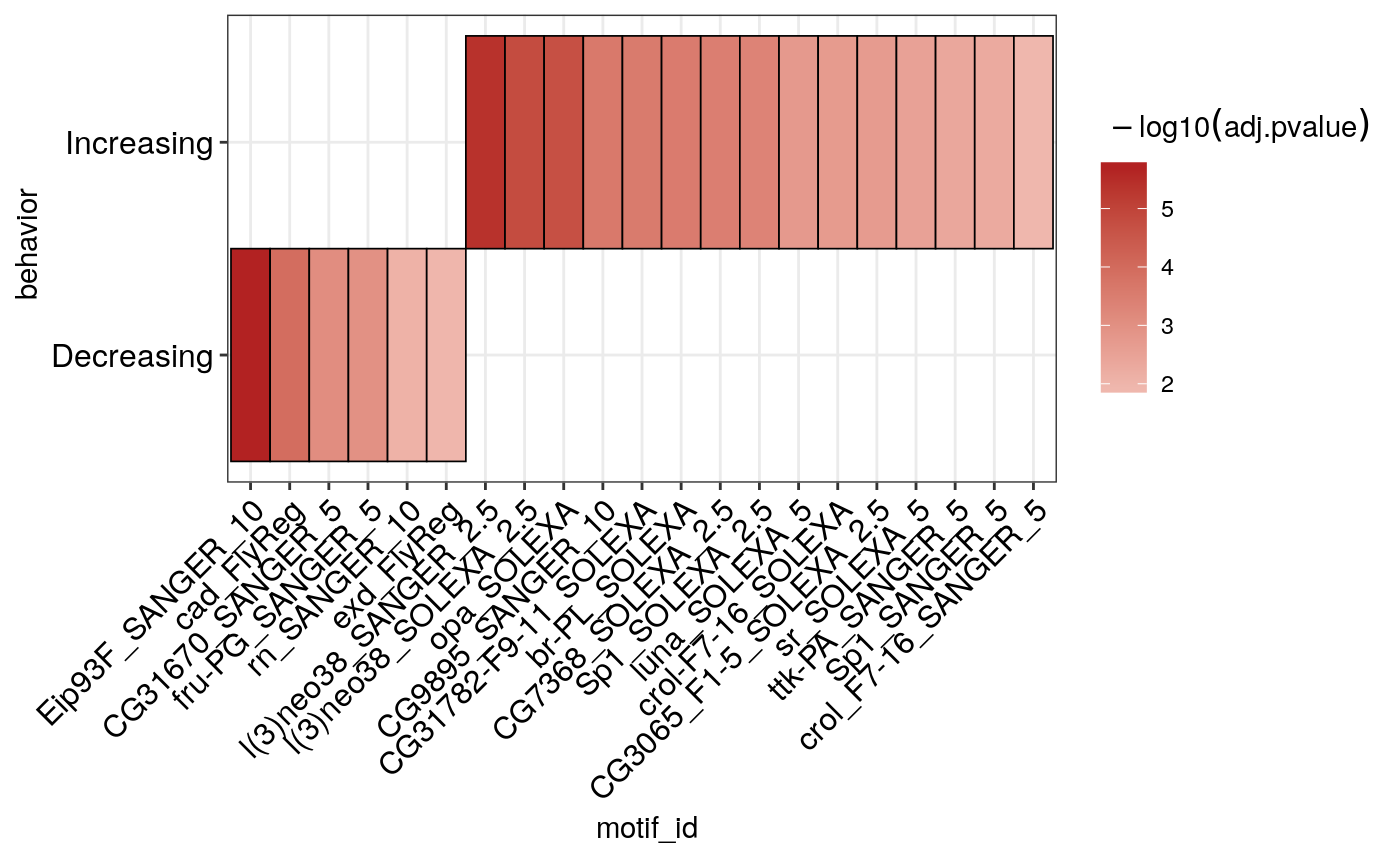 Increasing
Decreasing
behavior
Eip93F_SANGER_10
cad_FlyReg
CG31670_SANGER_5
fru-PG_SANGER_5
rn_SANGER_10
exd_FlyReg
l(3)neo38_SANGER_2.5
l(3)neo38_SOLEXA_2.5
opa_SOLEXA
CG9895_SANGER_10
CG31782-F9-11_SOLEXA
br-PL_SOLEXA
CG7368_SOLEXA_2.5
Sp1_SOLEXA_2.5
luna_SOLEXA_5
crol-F7-16_SOLEXA
CG3065_F1-5_SOLEXA_2.5
sr_SOLEXA_5
ttk-PA_SANGER_5
Sp1_SANGER_5
crol_F7-16_SANGER_5
motif_id
− log10(adj.pvalue)
5
4
3
2